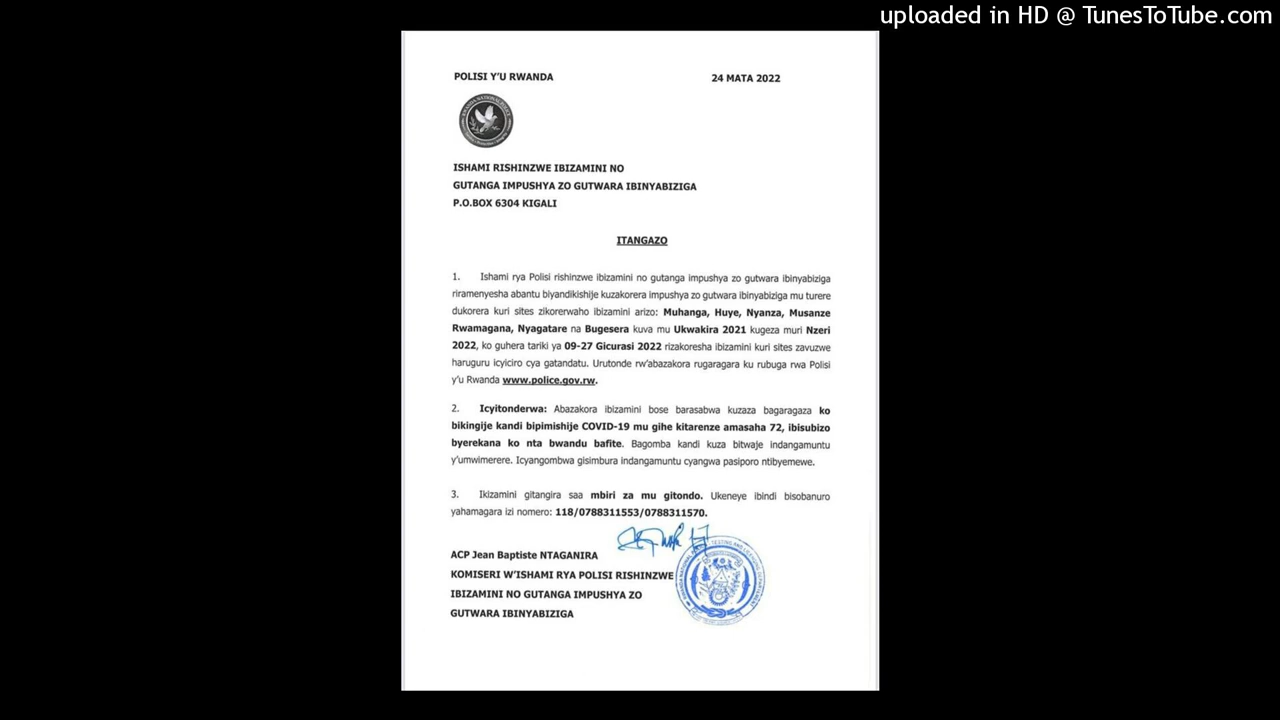 uploaded in HD @ TunesToTube.com
POLISI Y'U RWANDA
24 MATA 2022
ISHAMI RISHINZWE IBIZAMINI NO
GUTANGA IMPUSHYA ZO GUTWARA IBINYABIZIGA
P.O.BOX 6304 KIGALI
ITANGAZO
1. Ishami rya Polisi rishinzwe ibizamini no gutanga impushya zo gutwara ibinyabiziga
riramenyesha abantu biyandikishije kuzakorera impushya zo gutwara ibinyabiziga mu turere
dukorera kuri sites zikorerwaho ibizamini arizo: Muhanga, Huye, Nyanza, Musanze
Rwamagana, Nyagatare na Bugesera kuva mu Ukwakira 2021 kugeza muri Nzeri
2022, ko guhera tariki ya 09-27 Gicurasi 2022 rizakoresha ibizamini kuri sites zavuzwe
haruguru icyiciro cya gatandatu. Urutonde rw'abazakora rugaragara ku rubuga rwa Polisi
y'u Rwanda www.police.gov.rw.
2. Icyitonderwa: Abazakora ibizamini bose barasabwa kuzaza bagaragaza ko
bikingije kandi bipimishije COVID-19 mu gihe kitarenze amasaha 72, ibisubizo
byerekana ko nta bwandu bafite. Bagomba kandi kuza bitwaje indangamuntu
y'umwimerere. Icyangombwa gisimbura indangamuntu cyangwa pasiporo ntibyemewe.
3. Ikizamini gitangira saa mbiri za mu gitondo. Ukeneye ibindi bisobanuro
yahamagara izi nomero: 118/0788311553/0788311570.
ACP Jean Baptiste NTAGANIRA
KOMISERI W'ISHAMI RYA POLISI RISHINZWE
IBIZAMINI NO GUTANGA IMPUSHYA ZO
GUTWARA IBINYABIZIGA